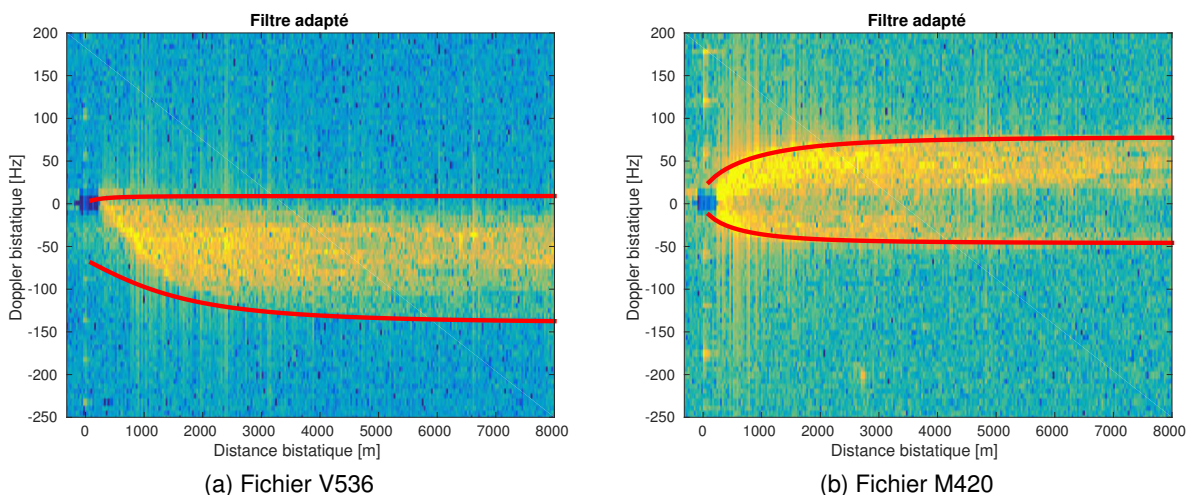 Filtre adapté
200
150
100
50
0
-50
-100
-150
-200
-250
Doppler bistatique [Hz]
0 1000 2000 3000 4000 5000 6000 7000 8000
Distance bistatique [m]
(a) Fichier V536
Filtre adapté
200
150
100
50
0
-50
-100
-150
-200
-250
Doppler bistatique [Hz]
0 1000 2000 3000 4000 5000 6000 7000 8000
Distance bistatique [m]
(b) Fichier M420